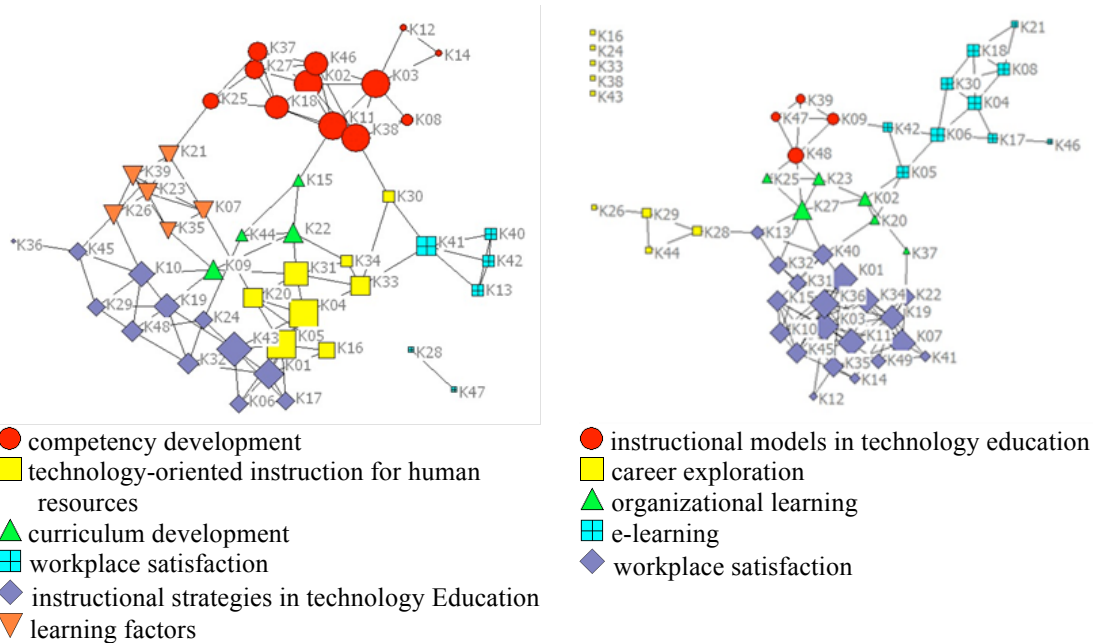 K12
K37
K46
K14
K27
K02
K03
K25
K18
K11
K08
K38
K21
K39
K23
K15
K30
K26
K07
K35
K44
K22
K41
K40
K36
K45
K34
K42
K10
K09
K31
K33
K13
K29
K19
K20
K04
K48
K24
K43
K05
K16
K28
K32
K01
K47
K06
K17
competency development
technology-oriented instruction for human
resources
curriculum development
workplace satisfaction
instructional strategies in technology Education
learning factors
K16
K24
K33
K38
K43
K21
K18
K08
K30
K04
K39
K47
K09
K42
K06
K17
K46
K48
K05
K25
K23
K02
K26
K29
K27
K20
K28
K13
K44
K40
K37
K32
K01
K31
K15
K36
K34
K22
K03
K19
K10
K11
K07
K45
K35
K49
K41
K14
K12
instructional models in technology education
career exploration
organizational learning
e-learning
workplace satisfaction